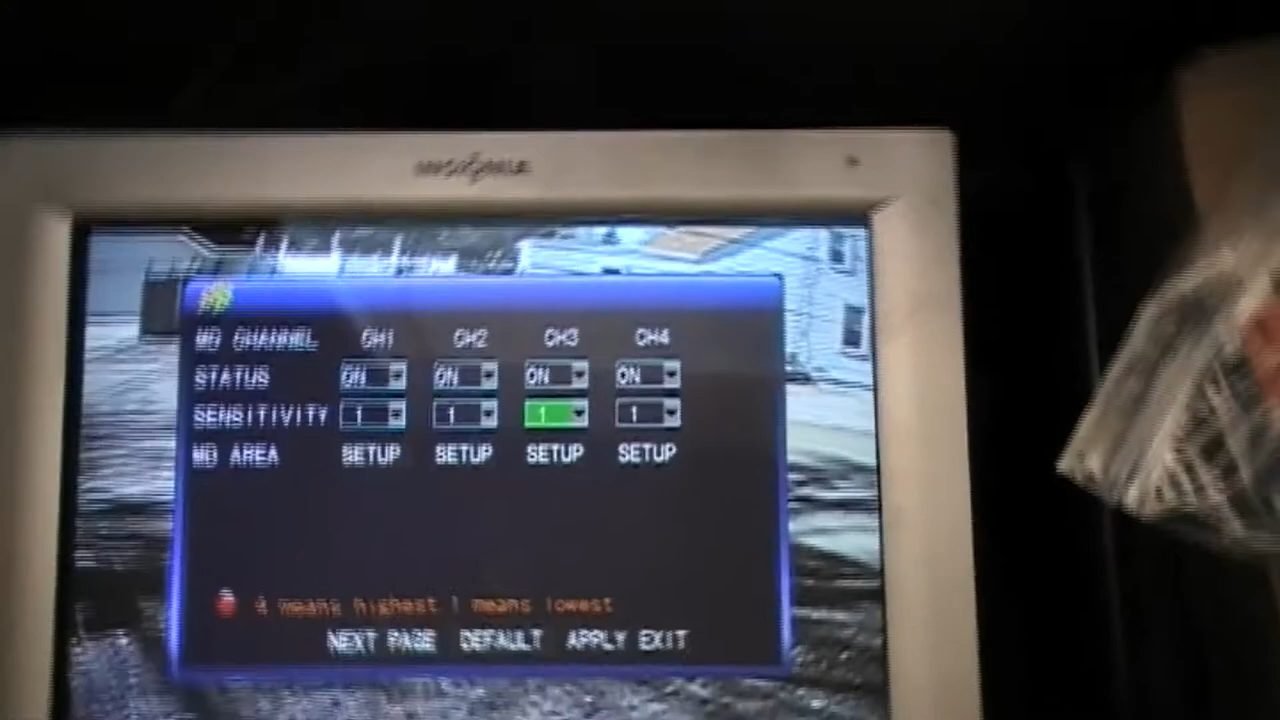 INSIGNIA
MD CHANNEL CH1 CH2 CH3 CH4
STATUS ON ON ON ON
SENSITIVITY 1 1 1 1
MD AREA SETUP SETUP SETUP SETUP
4 means highest 1 means lowest
NEXT PAGE DEFAULT APPLY EXIT